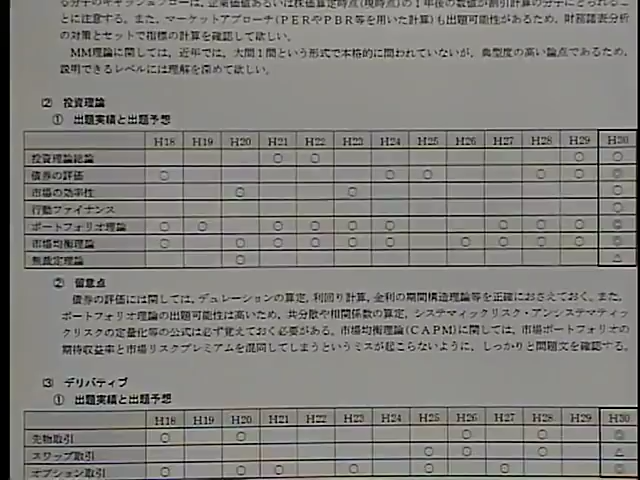 る分子のキャッシュフローは、企業価値あるいは株価算定時点(現時点)の1年後の数値が割引計算の分子にとられるこ
とに注意する。また、マーケットアプローチ(PERやPBR等を用いた計算)も出題可能性があるため、財務諸表分析
の対策とセットで指標の計算を確認して欲しい。
MM理論に関しては、近年では、大問1問という形式で本格的に問われていないが、典型度の高い論点であるため、
説明できるレベルには理解を深めて欲しい。
⑵ 投資理論
① 出題実績と出題予想
H18 H19 H20 H21 H22 H23 H24 H25 H26 H27 H28 H29 H30
投資理論総論 ○ ○ ○ ○
債券の評価 ○ ○ ○ ○ ○ ◎
市場の効率性 ○ ○ ○
行動ファイナンス ○
ポートフォリオ理論 ○ ○ ○ ○ ○ ○ ○ ○ ○ ◎
市場均衡理論 ○ ○ ○ ○ ○ ○ ○ ○ ○ ○ ◎
無裁定理論 ○ △
② 留意点
債券の評価には関しては、デュレーションの算定、利回り計算、金利の期間構造理論等を正確におさえておく。また、
ポートフォリオ理論の出題可能性は高いため、共分散や相関係数の算定、システマティックリスク・アンシステマティッ
クリスクの定量化等の公式は必ず覚えておく必要がある。市場均衡理論(CAPM)に関しては、市場ポートフォリオの
期待収益率と市場リスクプレミアムを混同してしまうというミスが起こらないように、しっかりと問題文を確認する。
⑶ デリバティブ
① 出題実績と出題予想
H18 H19 H20 H21 H22 H23 H24 H25 H26 H27 H28 H29 H30
先物取引 ○ ○ ○ ○ ◎
スワップ取引 ○ ○ ○ △
オプション取引 ○ ○ ○ ○ ○ ○ ◎